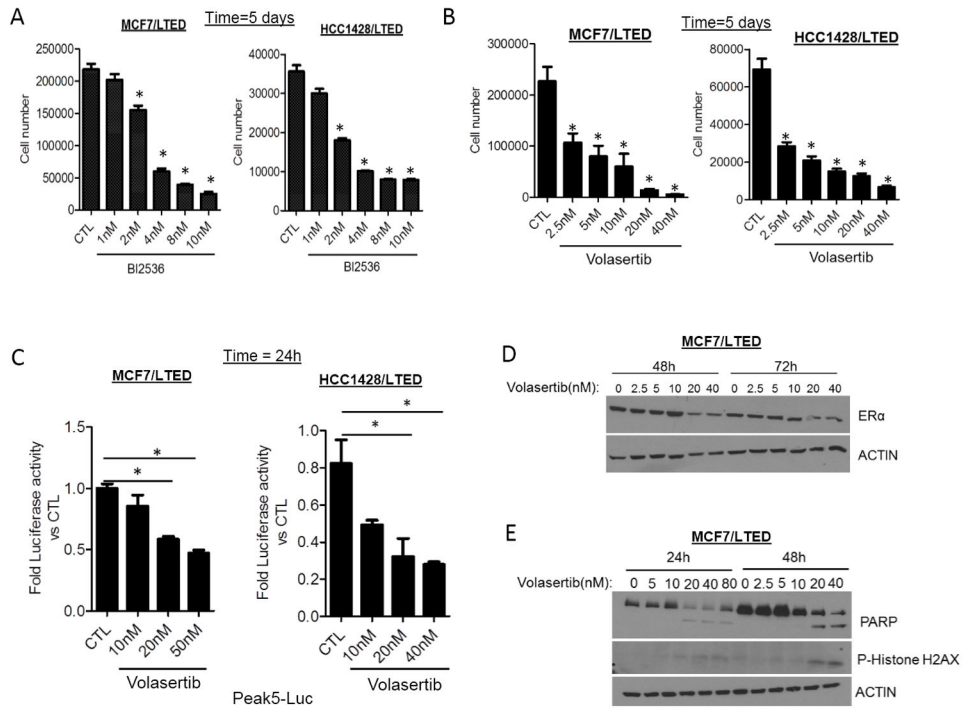 A
Time=5 days
MCF7/LTED
HCC1428/LTED
Cell number
250000
200000
150000
100000
50000
0
*
*
*
*
CTL
1nM
2nM
4nM
8nM
10nM
BI2536
Cell number
40000
30000
20000
10000
0
*
*
*
*
CTL
1nM
2nM
4nM
8nM
10nM
BI2536
B
Time=5 days
MCF7/LTED
HCC1428/LTED
Cell number
300000
200000
100000
0
*
*
*
*
*
CTL
2.5nM
5nM
10nM
20nM
40nM
Volasertib
Cell number
80000
60000
40000
20000
0
*
*
*
*
*
CTL
2.5nM
5nM
10nM
20nM
40nM
Volasertib
C
Time = 24h
MCF7/LTED
HCC1428/LTED
Fold Luciferase activity
vs CTL
1.5
1.0
0.5
0.0
*
*
CTL
10nM
20nM
50nM
Volasertib
Fold Luciferase activity
vs CTL
1.0
0.8
0.6
0.4
0.2
0.0
*
*
CTL
10nM
20nM
40nM
Volasertib
Peak5-Luc
D
MCF7/LTED
48h 72h
Volasertib(nM): 0 2.5 5 10 20 40 0 2.5 5 10 20 40
ERα
ACTIN
E
MCF7/LTED
24h 48h
Volasertib(nM): 0 5 10 20 40 80 0 2.5 5 10 20 40
PARP
P-Histone H2AX
ACTIN